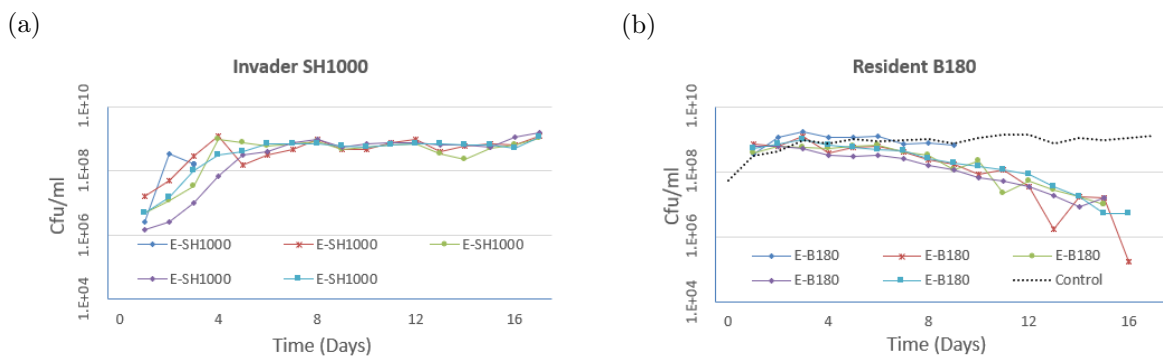 (a)
Invader SH1000
1.E+10
1.E+08
1.E+06
1.E+04
Cfu/ml
E-SH1000 E-SH1000 E-SH1000
E-SH1000 E-SH1000
0 4 8 12 16
Time (Days)
(b)
Resident B180
1.E+10
1.E+08
1.E+06
1.E+04
Cfu/ml
E-B180 E-B180 E-B180
E-B180 E-B180 Control
0 4 8 12 16
Time (Days)